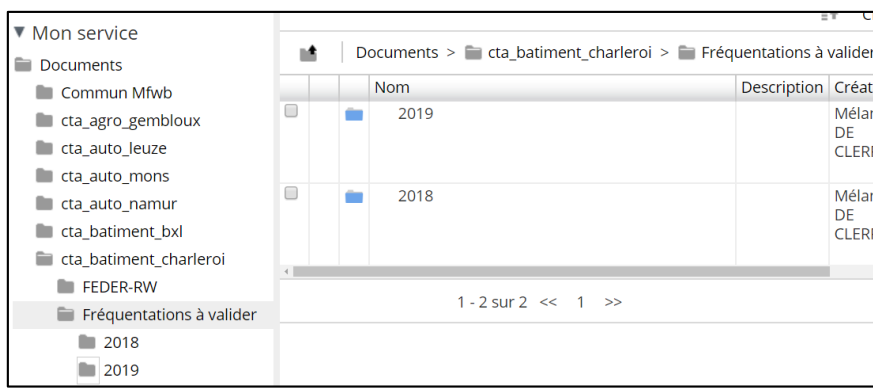 Mon service
Documents
Commun Mfwb
cta_agro_gembloux
cta_auto_leuze
cta_auto_mons
cta_auto_namur
cta_batiment_bxl
cta_batiment_charleroi
FEDER-RW
Fréquentations à valider
2018
2019
Documents > cta_batiment_charleroi > Fréquentations à valider
Nom Description
2019
DE
2018
DE
1 - 2 sur 2 << 1 >>